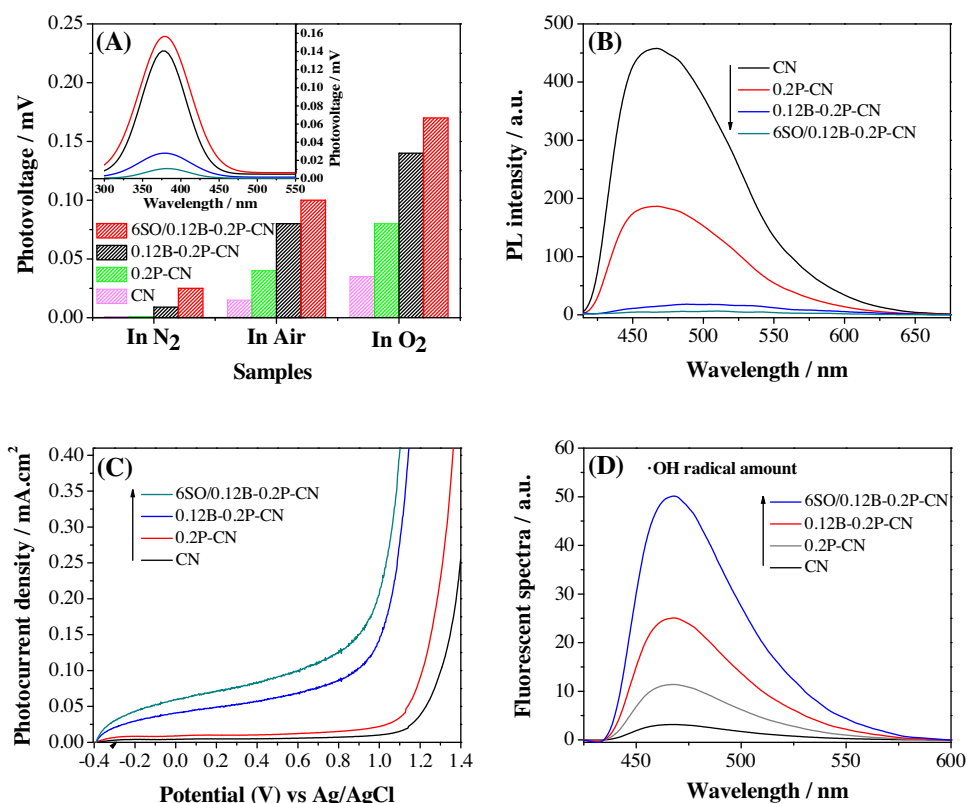 (A)
Photovoltage / mV
0.25
0.20
0.15
0.10
0.05
0.00
Photovoltage / mV
0.16
0.14
0.12
0.10
0.08
0.06
0.04
0.02
0.00
300 350 400 450 500 550
Wavelength / nm
6SO/0.12B-0.2P-CN
0.12B-0.2P-CN
0.2P-CN
CN
In N2 In Air In O2
Samples
(B)
PL intensity / a.u.
500
400
300
200
100
0
CN
0.2P-CN
0.12B-0.2P-CN
6SO/0.12B-0.2P-CN
450 500 550 600 650
Wavelength / nm
(C)
Photocurrent density / mA.cm2
0.40
0.35
0.30
0.25
0.20
0.15
0.10
0.05
0.00
6SO/0.12B-0.2P-CN
0.12B-0.2P-CN
0.2P-CN
CN
-0.4 -0.2 0.0 0.2 0.4 0.6 0.8 1.0 1.2 1.4
Potential (V) vs Ag/AgCl
(D)
·OH radical amount
Fluorescent spectra / a.u.
60
50
40
30
20
10
0
6SO/0.12B-0.2P-CN
0.12B-0.2P-CN
0.2P-CN
CN
450 500 550 600
Wavelength / nm